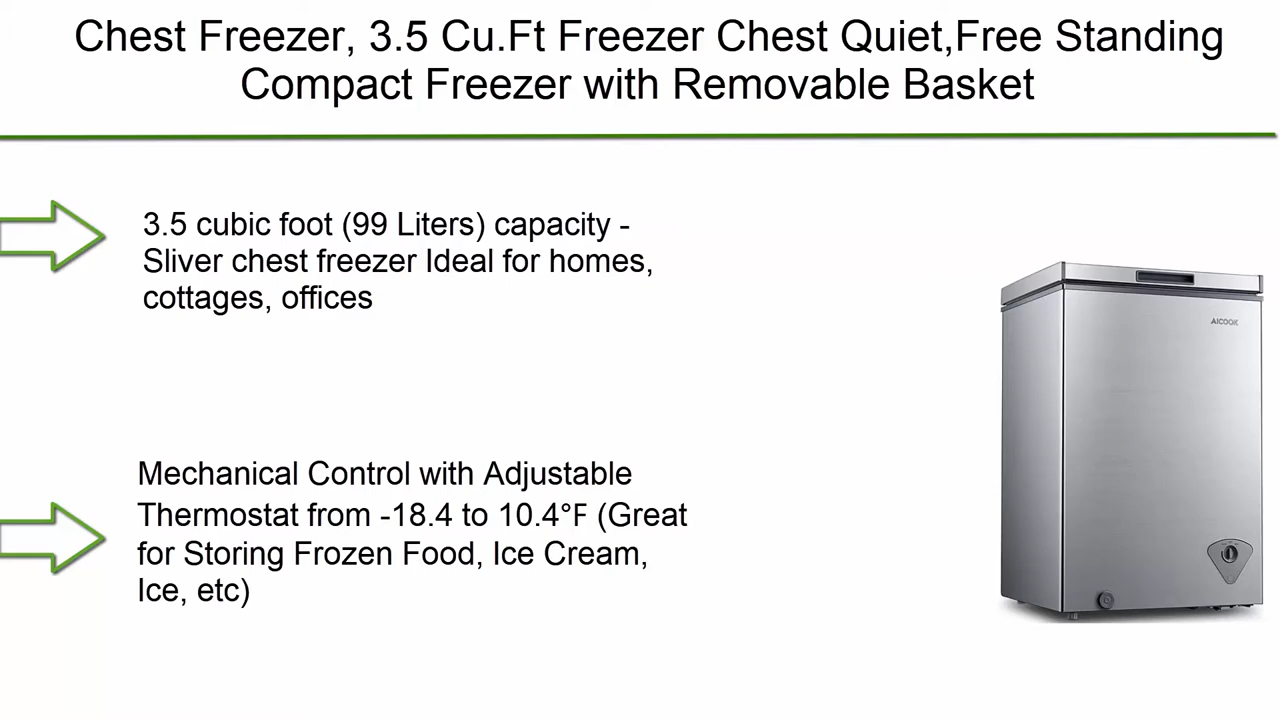 Chest Freezer, 3.5 Cu.Ft Freezer Chest Quiet,Free Standing
Compact Freezer with Removable Basket
3.5 cubic foot (99 Liters) capacity -
Sliver chest freezer Ideal for homes,
cottages, offices
AICOOK
Mechanical Control with Adjustable
Thermostat from -18.4 to 10.4°F (Great
for Storing Frozen Food, Ice Cream,
Ice, etc)